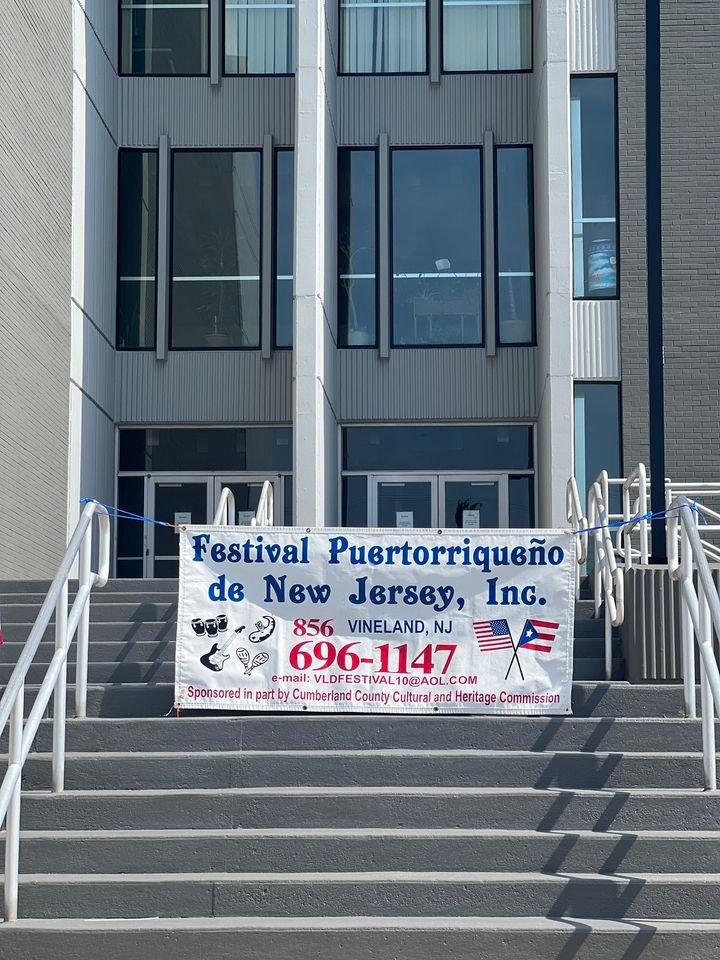 Festival Puertorriqueño
de New Jersey, Inc.
856 VINELAND, NJ
696-1147
e-mail: VLDFESTIVAL10@AOL.COM
Sponsored in part by Cumberland County Cultural and Heritage Commission